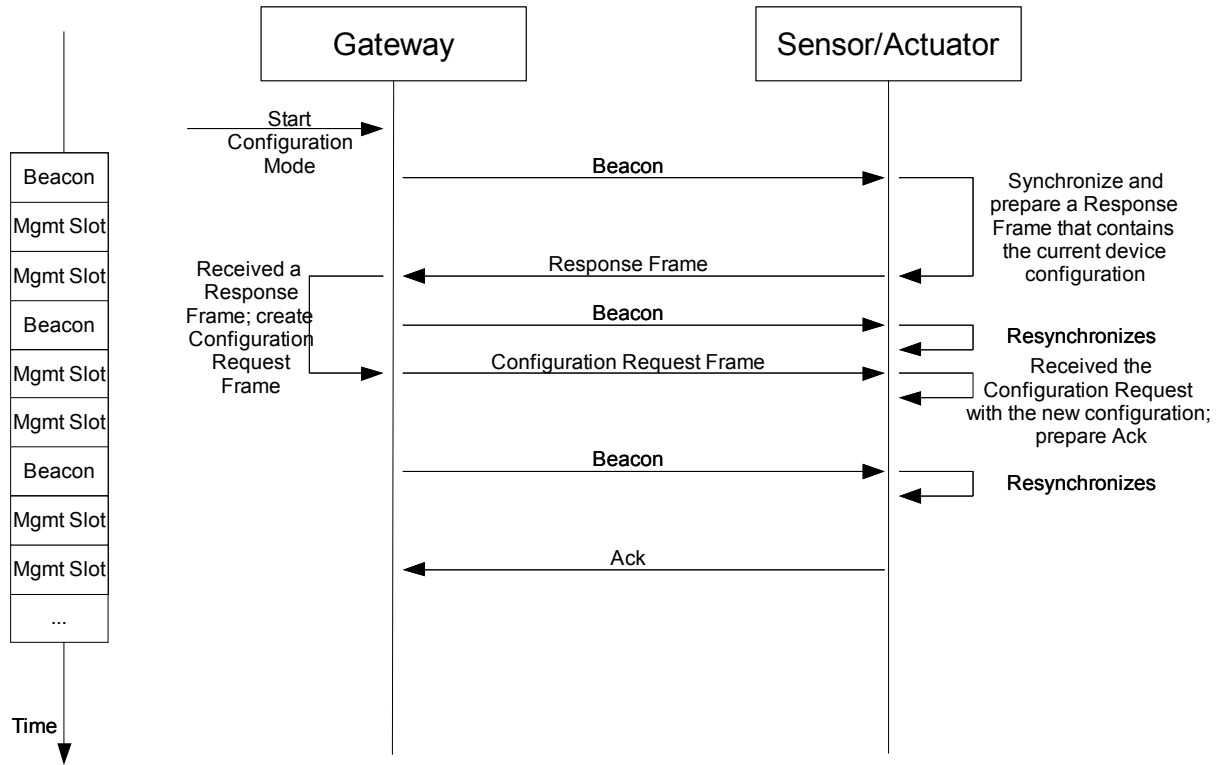 Gateway
Sensor/Actuator
Start
Configuration
Mode
Beacon
Beacon
Synchronize and
prepare a Response
Frame that contains
the current device
configuration
Mgmt Slot
Mgmt Slot
Response Frame
Received a
Response
Frame; create
Configuration
Request
Frame
Beacon
Beacon
Resynchronizes
Mgmt Slot
Configuration Request Frame
Received the
Configuration Request
with the new configuration;
prepare Ack
Mgmt Slot
Beacon
Beacon
Resynchronizes
Mgmt Slot
Mgmt Slot
Ack
...
Time